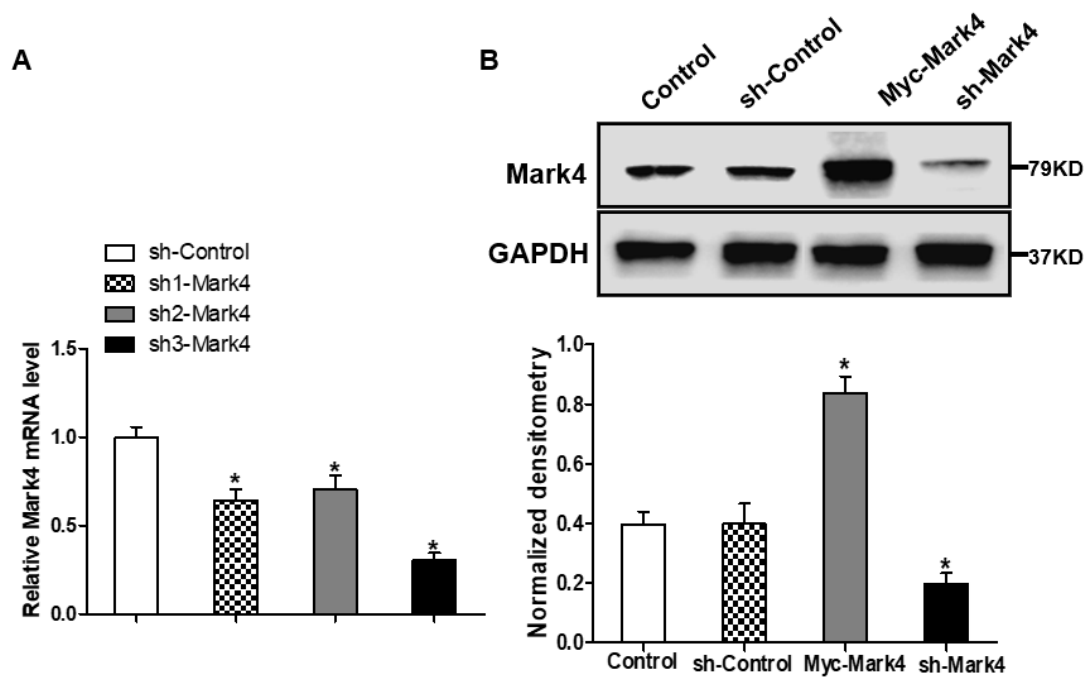 A
sh-Control
sh1-Mark4
sh2-Mark4
sh3-Mark4
Relative Mark4 mRNA level
1.5
1.0
0.5
0.0
*
*
*
B
Control
sh-Control
Myc-Mark4
sh-Mark4
Mark4
79KD
GAPDH
37KD
Normalized densitometry
1.0
0.8
0.6
0.4
0.2
0.0
*
*
Control
sh-Control
Myc-Mark4
sh-Mark4